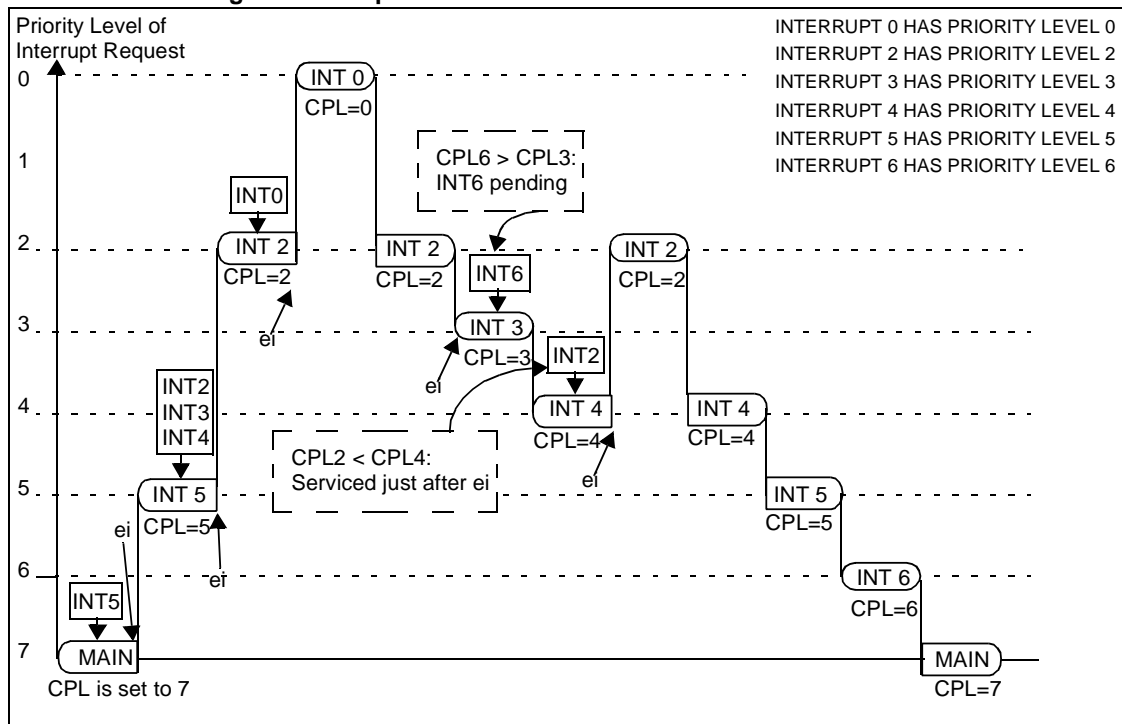 Priority Level of
Interrupt Request
INTERRUPT 0 HAS PRIORITY LEVEL 0
INTERRUPT 2 HAS PRIORITY LEVEL 2
INTERRUPT 3 HAS PRIORITY LEVEL 3
INTERRUPT 4 HAS PRIORITY LEVEL 4
INTERRUPT 5 HAS PRIORITY LEVEL 5
INTERRUPT 6 HAS PRIORITY LEVEL 6
0
INT 0
CPL=0
1
CPL6 > CPL3:
INT6 pending
INT0
2
INT 2
CPL=2
INT 2
CPL=2
INT6
INT 2
CPL=2
3
ei
INT 3
CPL=3
ei
INT2
INT2
INT3
INT4
4
INT 4
CPL=4
INT 4
CPL=4
CPL2 < CPL4:
Serviced just after ei
ei
5
INT 5
CPL=5
INT 5
CPL=5
ei
ei
6
INT5
INT 6
CPL=6
7
MAIN
CPL is set to 7
MAIN
CPL=7